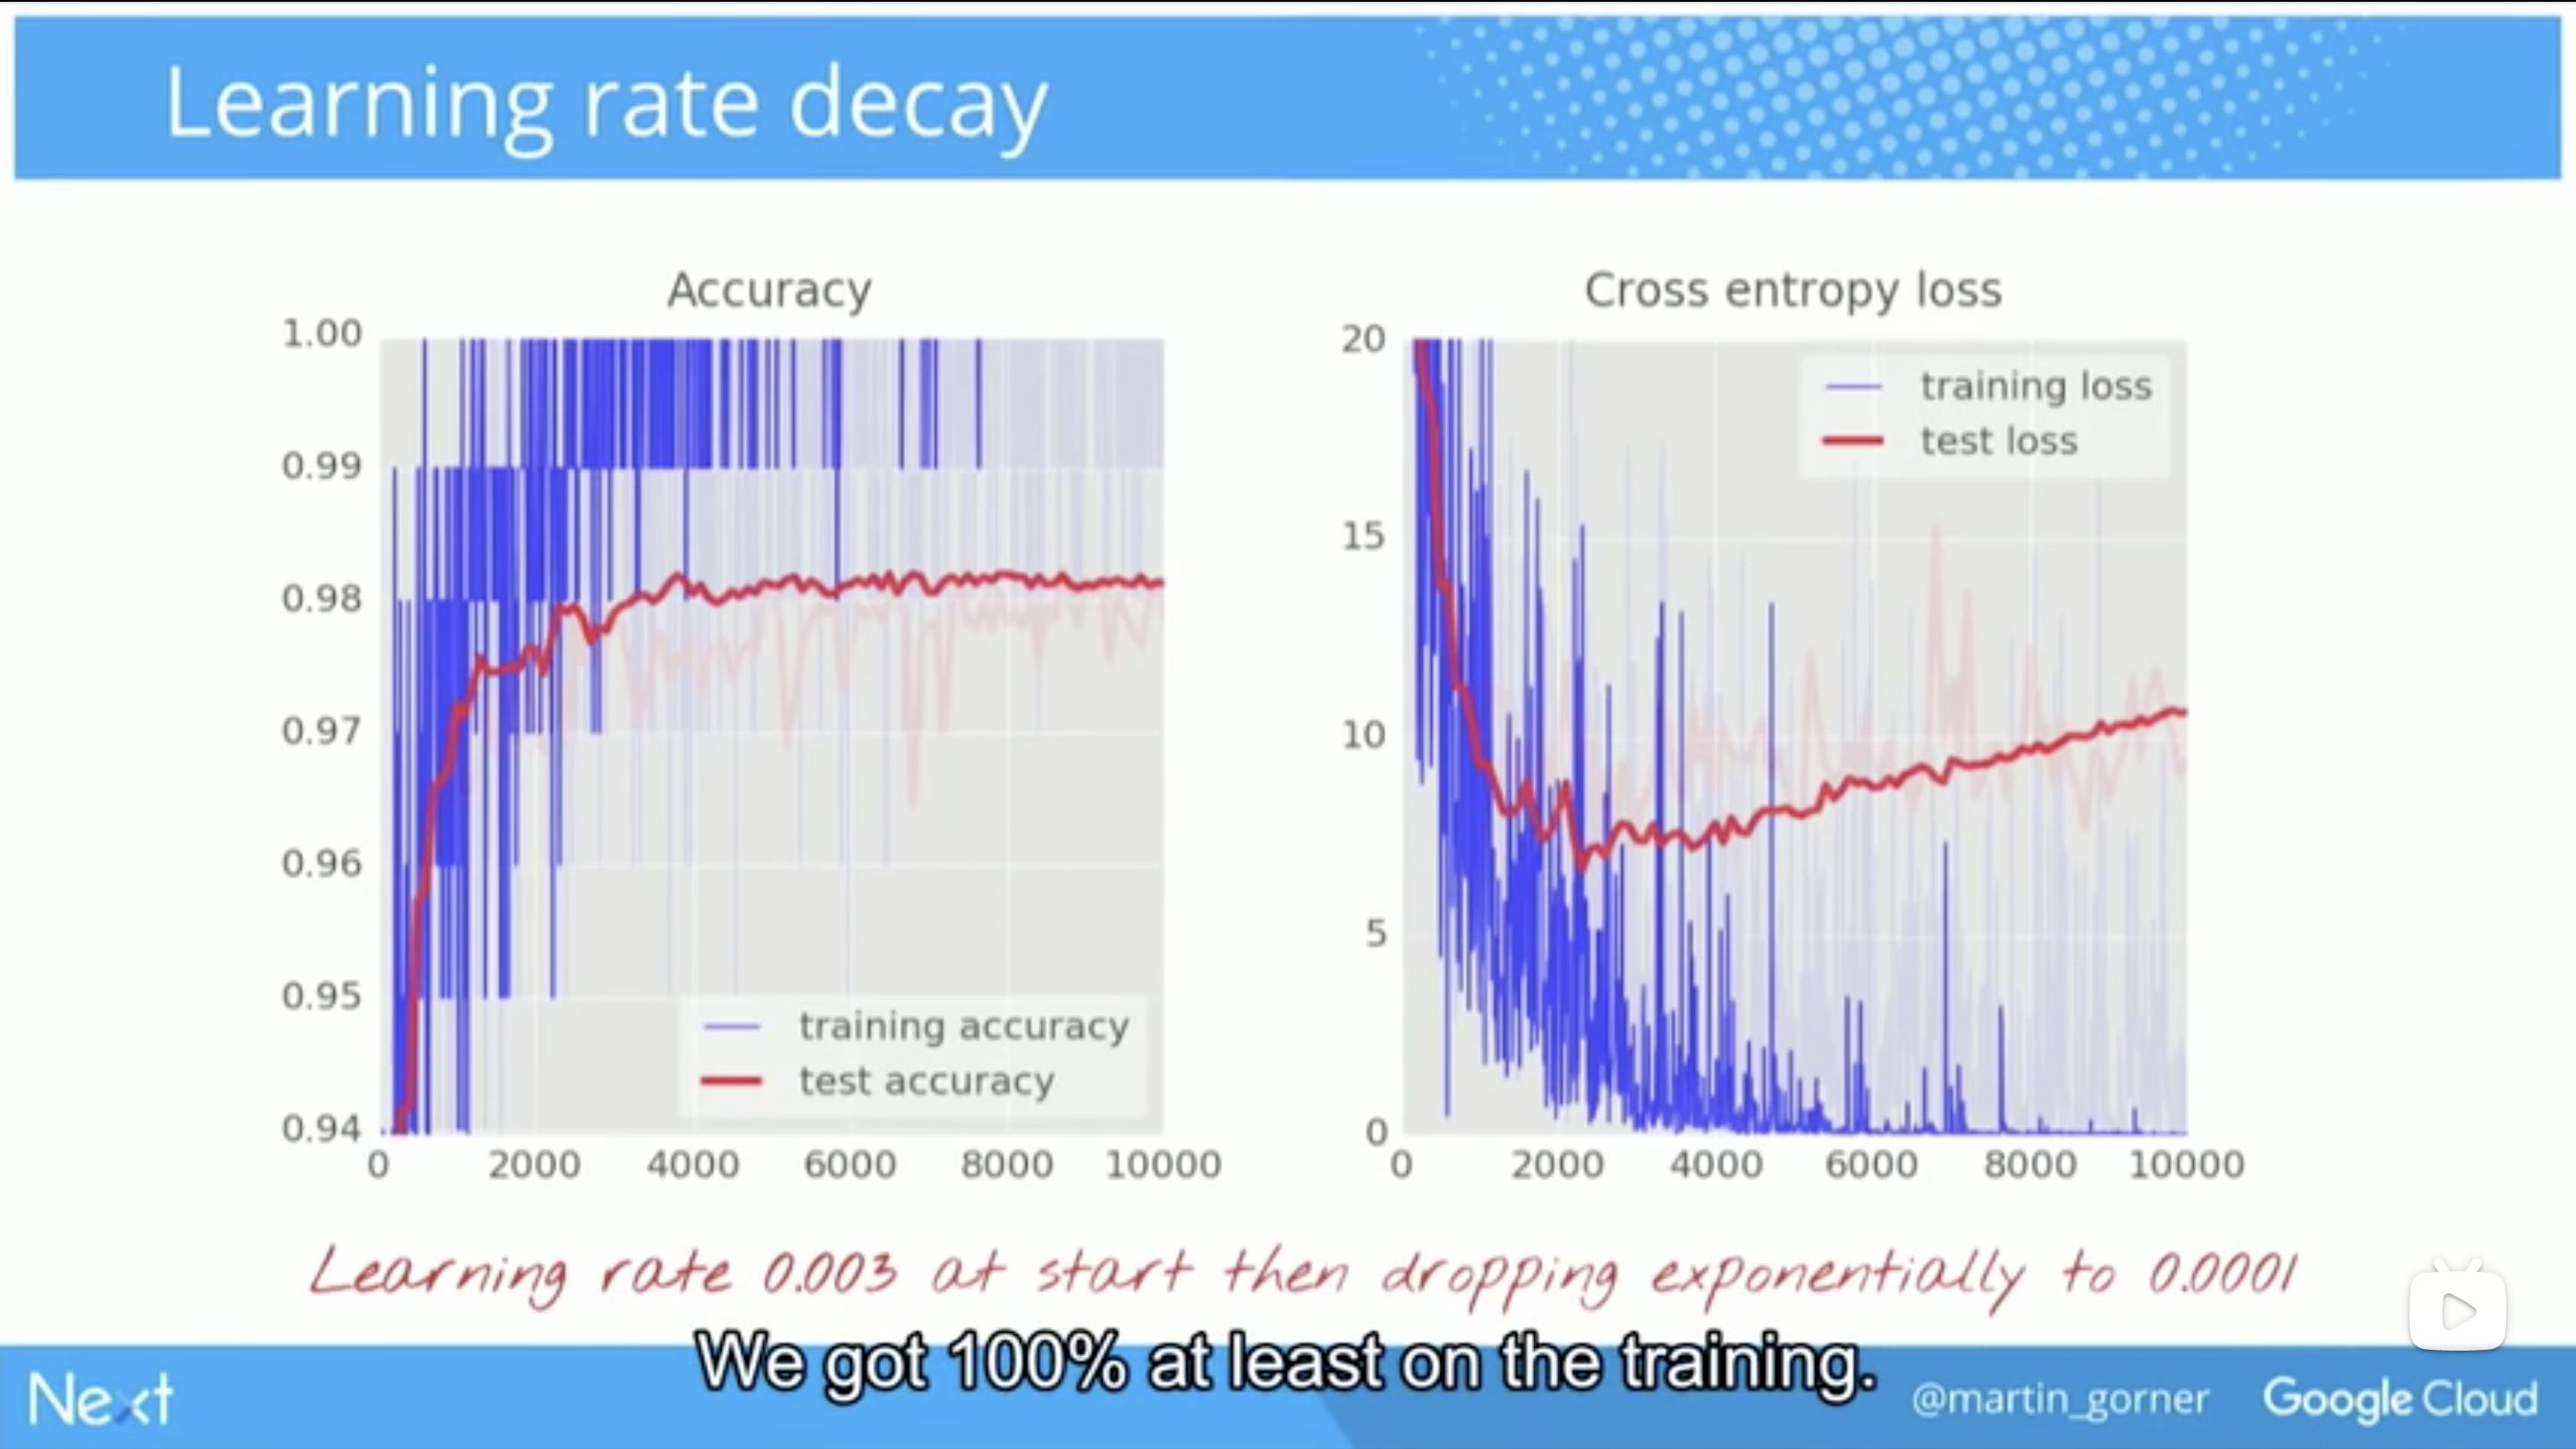 Learning rate decay
Accuracy
1.00
0.99
0.98
0.97
0.96
0.95
0.94
0 2000 4000 6000 8000 10000
training accuracy
test accuracy
Cross entropy loss
20
15
10
5
0
0 2000 4000 6000 8000 10000
training loss
test loss
Learning rate 0.003 at start then dropping exponentially to 0.0001
We got 100% at least on the training.
Next
@martin_gorner
Google Cloud